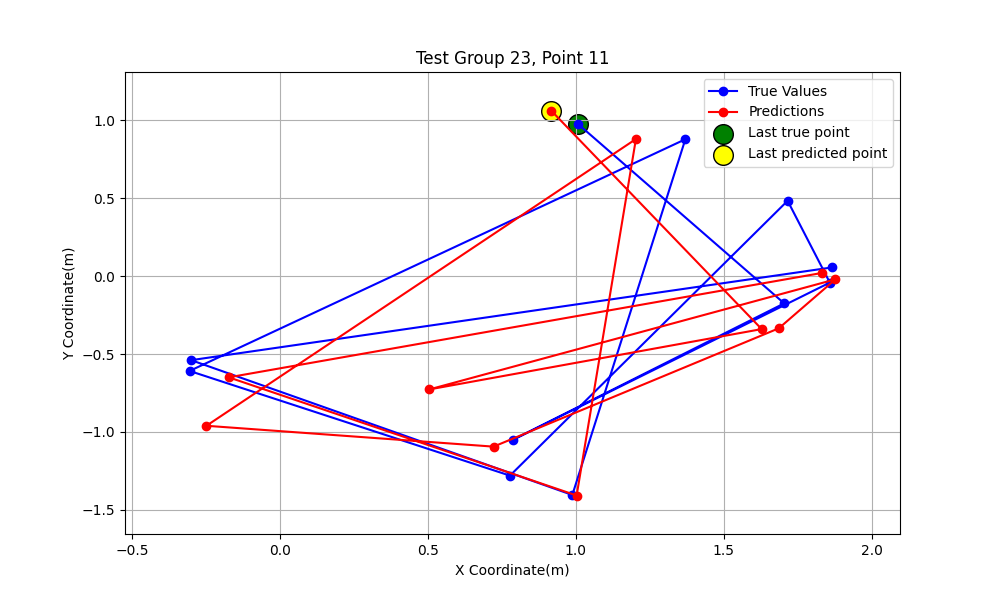 Test Group 23, Point 11
True Values
Predictions
Last true point
Last predicted point
Y Coordinate(m)
1.0
0.5
0.0
−0.5
−1.0
−1.5
−0.5 0.0 0.5 1.0 1.5 2.0
X Coordinate(m)